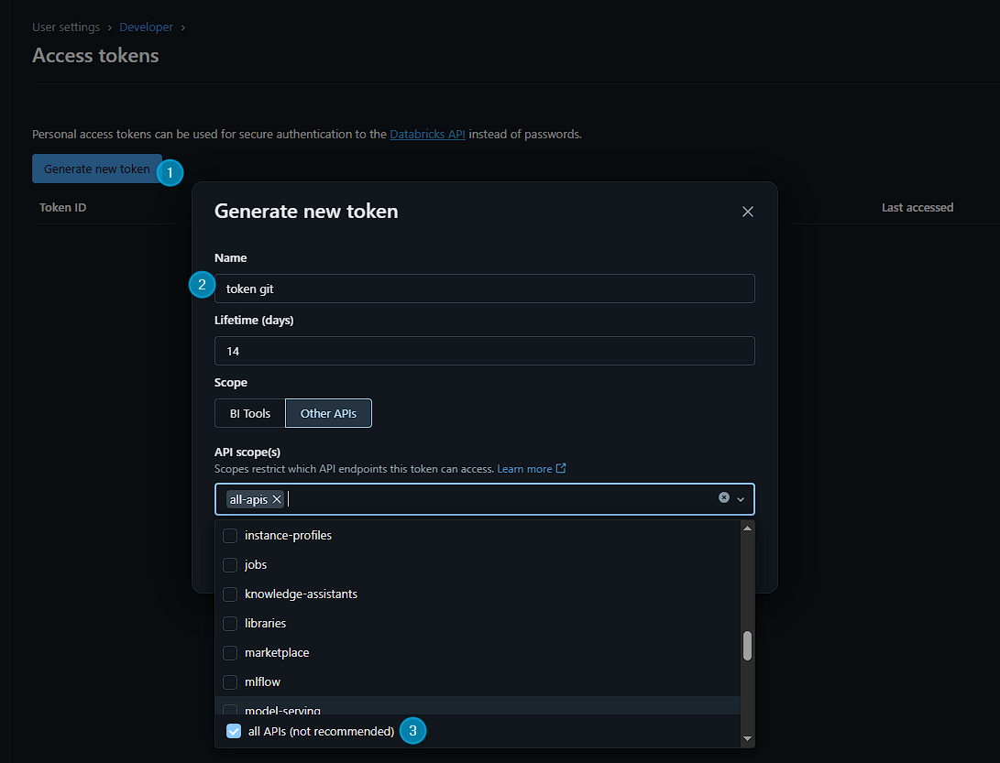 User settings › Developer ›
Access tokens
Personal access tokens can be used for secure authentication to the Databricks API instead of passwords.
Generate new token 1
Token ID
Last accessed
Generate new token
Name
2 token git
Lifetime (days)
14
Scope
BI Tools Other APIs
API scope(s)
Scopes restrict which API endpoints this token can access. Learn more
all-apis
instance-profiles
jobs
knowledge-assistants
libraries
marketplace
mlflow
model-serving
all APIs (not recommended) 3